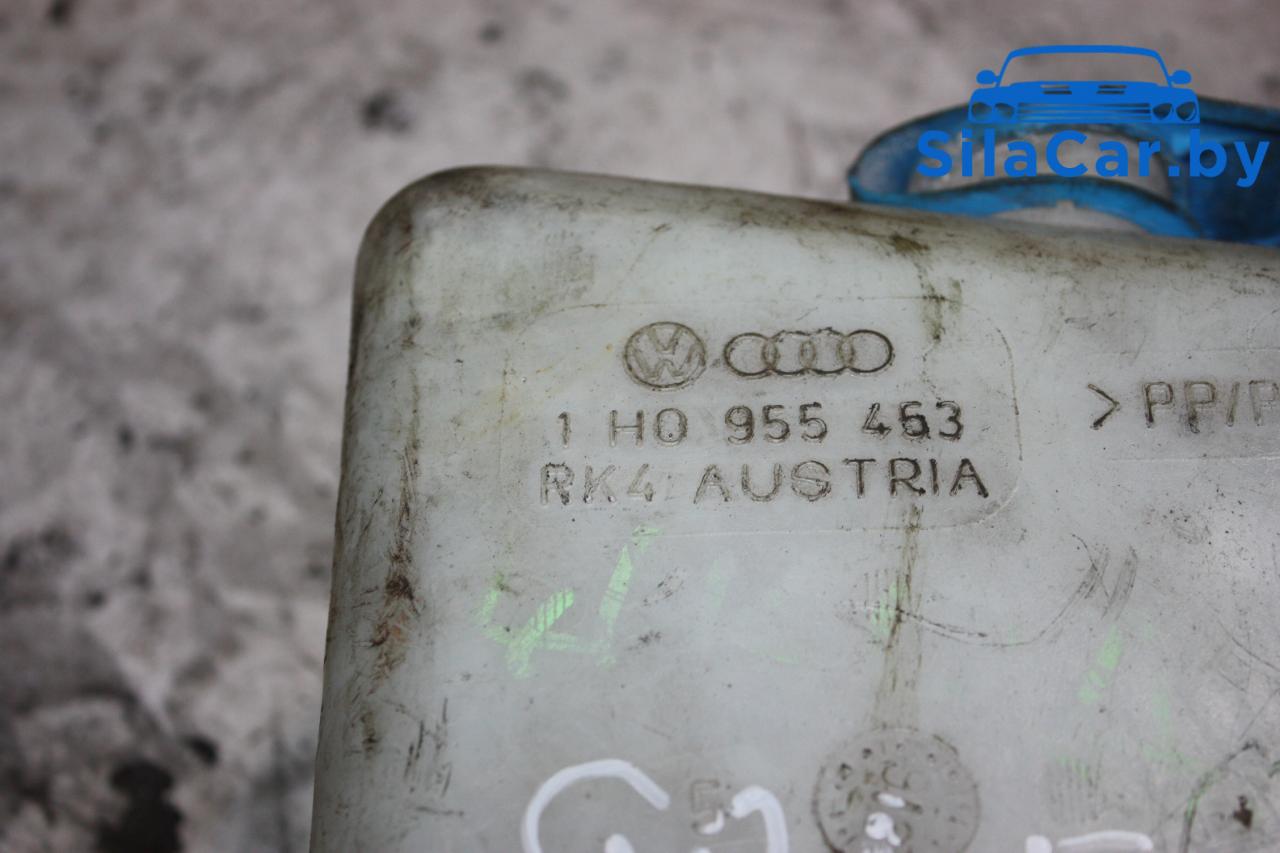 SilaCar.by
1 H0 955 453
> PP/P
RK4 AUSTRIA